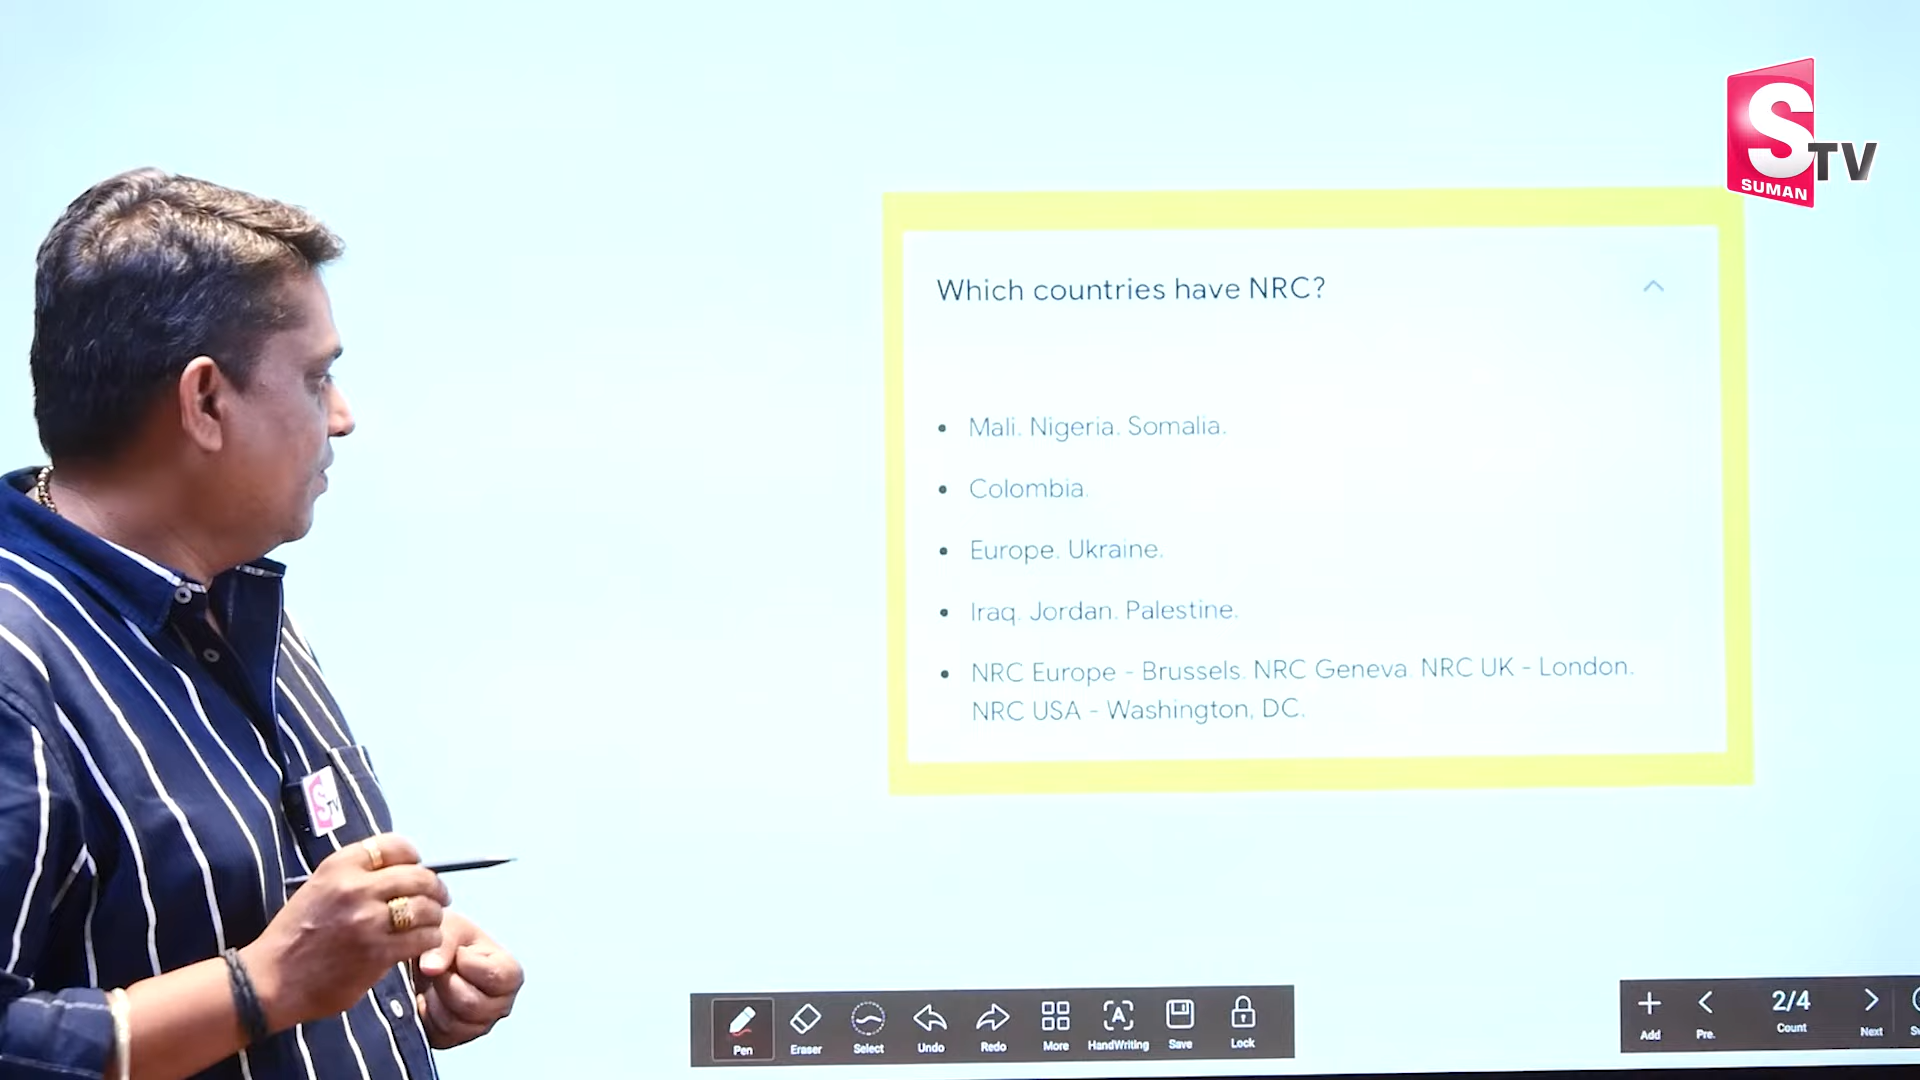 S
TV
SUMAN
Which countries have NRC?
Mali. Nigeria. Somalia.
Colombia.
Europe. Ukraine.
Iraq. Jordan. Palestine.
NRC Europe - Brussels. NRC Geneva. NRC UK - London.
NRC USA - Washington, DC.
STV
Pen
Eraser
Select
Undo
Redo
More
A
HandWriting
Save
Lock
Add
Pre.
2/4
Count
Next